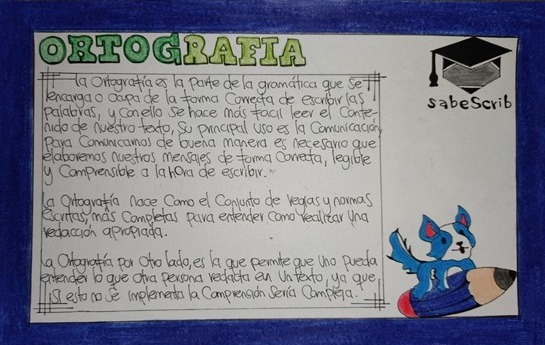 ORTOGRAFIA
sabeScrib
La Ortografía es la Parte de la gramática que se
encarga o ocupa de la forma Correcta de escribir las
Palabras, y con ello se hace más facil leer el Conte-
nido de nuestro texto, su principal uso es la Comunicación,
Para Comunicarnos de buena manera es necesario que
elaboremos nuestros mensajes de forma Correcta, legible
y Comprensible a la hora de escribir.
La Ortografía nace Como el Conjunto de reglas y normas
Escritas, más Completas para entender como realizar una
redacción apropiada.
La Ortografía, por otro lado, es la que permite que uno pueda
entender lo que otra persona redacta en un texto, ya que
si esto no se implementa la Comprensión sería Compleja.